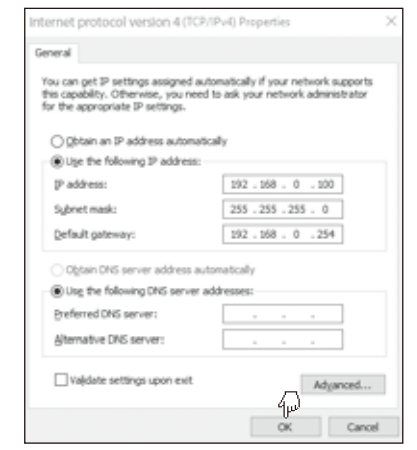 Internet protocol version 4 (TCP/IPv4) Properties
General
You can get IP settings assigned automatically if your network supports
this capability. Otherwise, you need to ask your network administrator
for the appropriate IP settings.
Obtain an IP address automatically
Use the following IP address:
IP address: 192 . 168 . 0 . 100
Subnet mask: 255 . 255 . 255 . 0
Default gateway: 192 . 168 . 0 . 254
Obtain DNS server address automatically
Use the following DNS server addresses:
Preferred DNS server: . . .
Alternative DNS server: . . .
Validate settings upon exit
Advanced...
OK Cancel